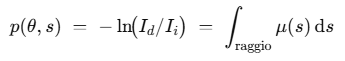 p(θ, s) = − ln(I_d/I_i) = ∫_raggio μ(s) ds